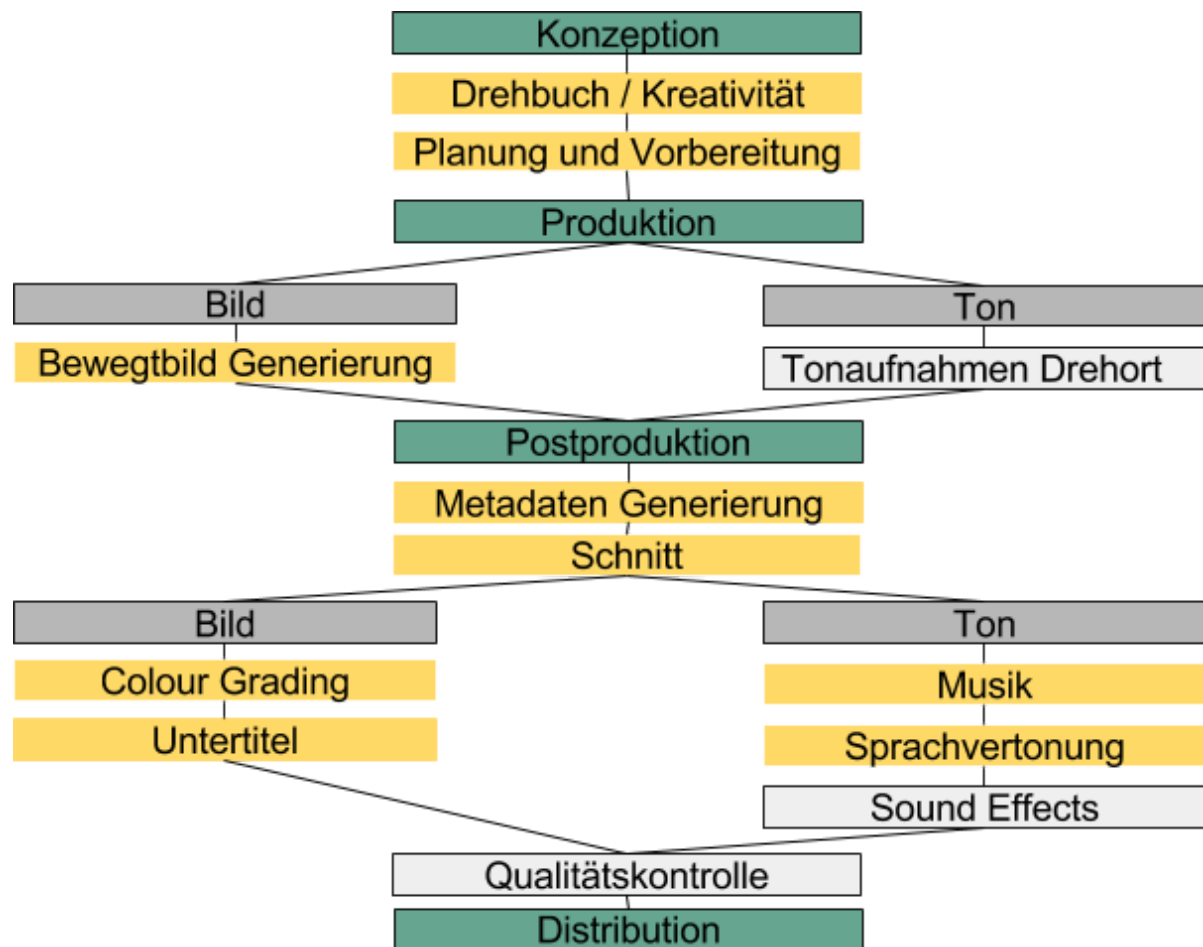 Konzeption
Drehbuch / Kreativität
Planung und Vorbereitung
Produktion
Bild
Ton
Bewegtbild Generierung
Tonaufnahmen Drehort
Postproduktion
Metadaten Generierung
Schnitt
Bild
Ton
Colour Grading
Musik
Untertitel
Sprachvertonung
Sound Effects
Qualitätskontrolle
Distribution